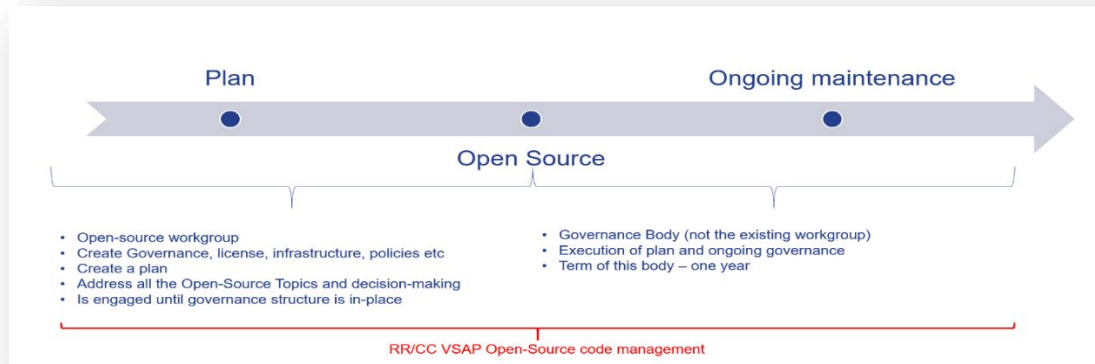 Plan
Ongoing maintenance
Open Source
• Open-source workgroup
• Create Governance, license, infrastructure, policies etc
• Create a plan
• Address all the Open-Source Topics and decision-making
• Is engaged until governance structure is in-place
• Governance Body (not the existing workgroup)
• Execution of plan and ongoing governance
• Term of this body – one year
RR/CC VSAP Open-Source code management